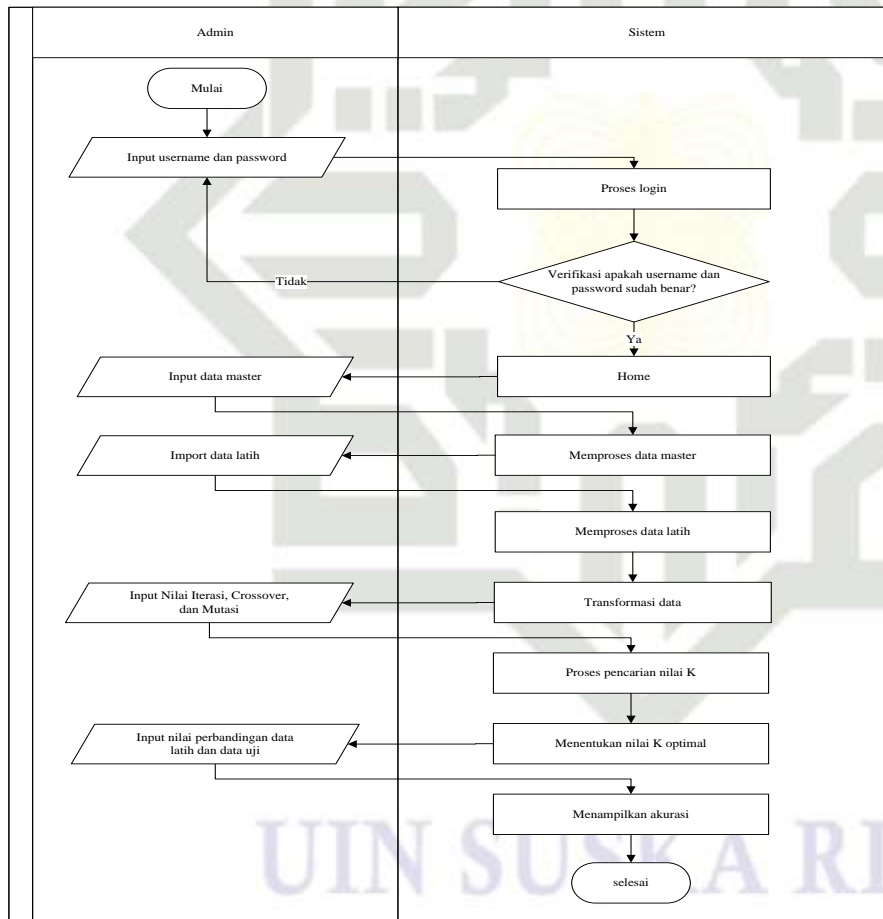 Admin
Sistem
Mulai
Input username dan password
Proses login
Verifikasi apakah username dan
password sudah benar?
Tidak
Ya
Home
Input data master
Memproses data master
Import data latih
Memproses data latih
Transformasi data
Input Nilai Iterasi, Crossover,
dan Mutasi
Proses pencarian nilai K
Menentukan nilai K optimal
Input nilai perbandingan data
latih dan data uji
Menampilkan akurasi
selesai
UIN SUSKA RI